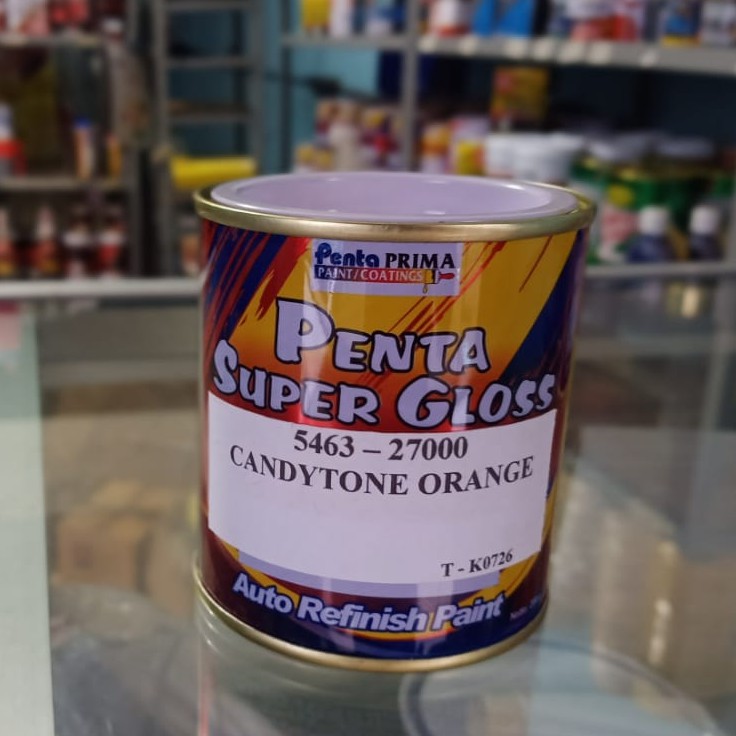 Penta PRIMA
PAINT/COATINGS
PENTA
SUPER GLOSS
5463 – 27000
CANDYTONE ORANGE
T - K0726
Auto Refinish Paint